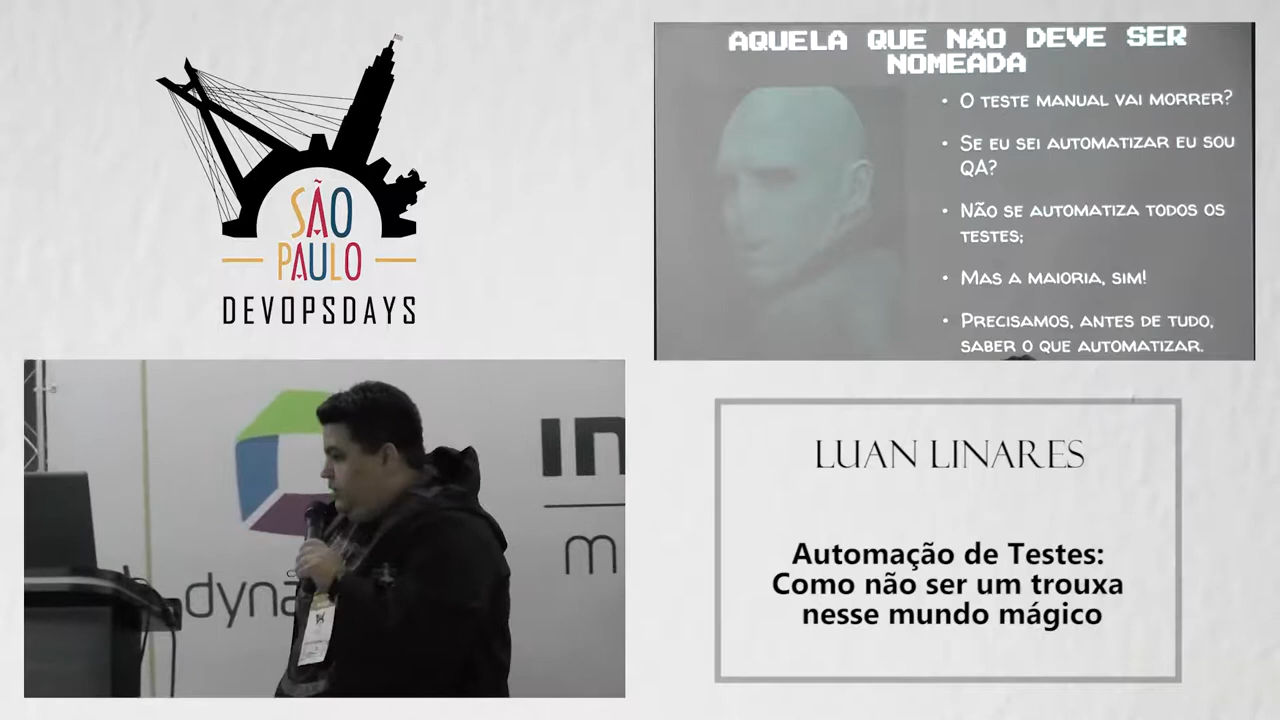 SÃO
PAULO
DEVOPSDAYS
AQUELA QUE NÃO DEVE SER
NOMEADA
• O TESTE MANUAL VAI MORRER?
• SE EU SEI AUTOMATIZAR EU SOU
QA?
• NÃO SE AUTOMATIZA TODOS OS
TESTES;
• MAS A MAIORIA, SIM!
• PRECISAMOS, ANTES DE TUDO,
SABER O QUE AUTOMATIZAR.
in
m
dyna
LUAN LINARES
Automação de Testes:
Como não ser um trouxa
nesse mundo mágico